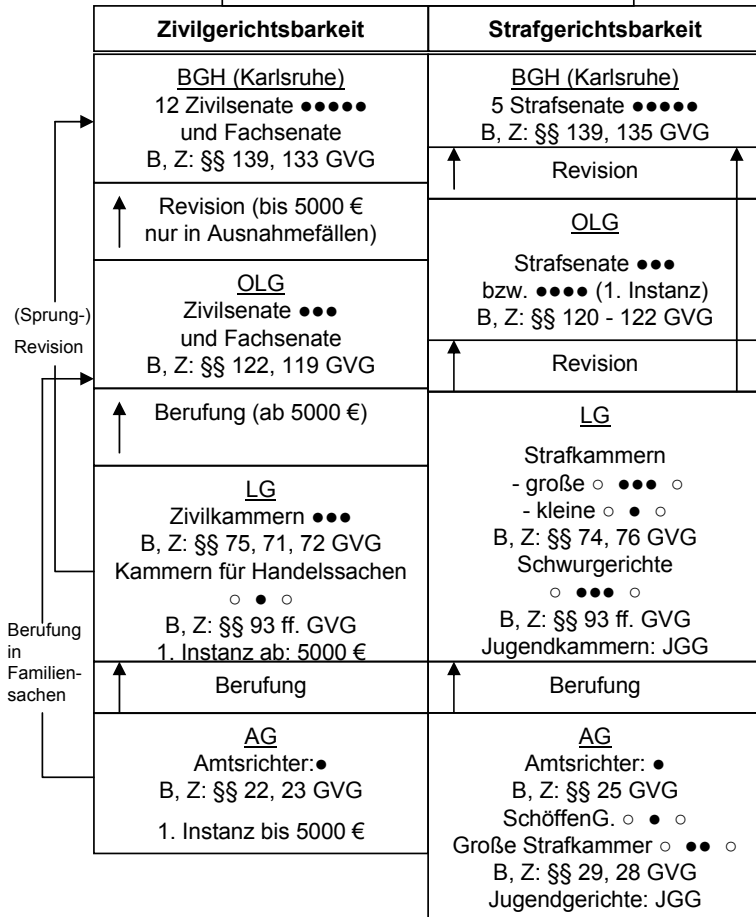 Zivilgerichtsbarkeit
BGH (Karlsruhe)
12 Zivilsenate ●●●●●
und Fachsenate
B, Z: §§ 139, 133 GVG
Revision (bis 5000 €
nur in Ausnahmefällen)
OLG
Zivilsenate ●●●
und Fachsenate
B, Z: §§ 122, 119 GVG
Berufung (ab 5000 €)
LG
Zivilkammern ●●●
B, Z: §§ 75, 71, 72 GVG
Kammern für Handelssachen
○ ● ○
B, Z: §§ 93 ff. GVG
1. Instanz ab: 5000 €
Berufung
AG
Amtsrichter:●
B, Z: §§ 22, 23 GVG
1. Instanz bis 5000 €
(Sprung-)
Revision
Berufung
in
Familien-
sachen
Strafgerichtsbarkeit
BGH (Karlsruhe)
5 Strafsenate ●●●●●
B, Z: §§ 139, 135 GVG
Revision
OLG
Strafsenate ●●●
bzw. ●●●● (1. Instanz)
B, Z: §§ 120 - 122 GVG
Revision
LG
Strafkammern
- große ○ ●●● ○
- kleine ○ ● ○
B, Z: §§ 74, 76 GVG
Schwurgerichte
○ ●●● ○
B, Z: §§ 93 ff. GVG
Jugendkammern: JGG
Berufung
AG
Amtsrichter: ●
B, Z: §§ 25 GVG
SchöffenG. ○ ● ○
Große Strafkammer ○ ●● ○
B, Z: §§ 29, 28 GVG
Jugendgerichte: JGG